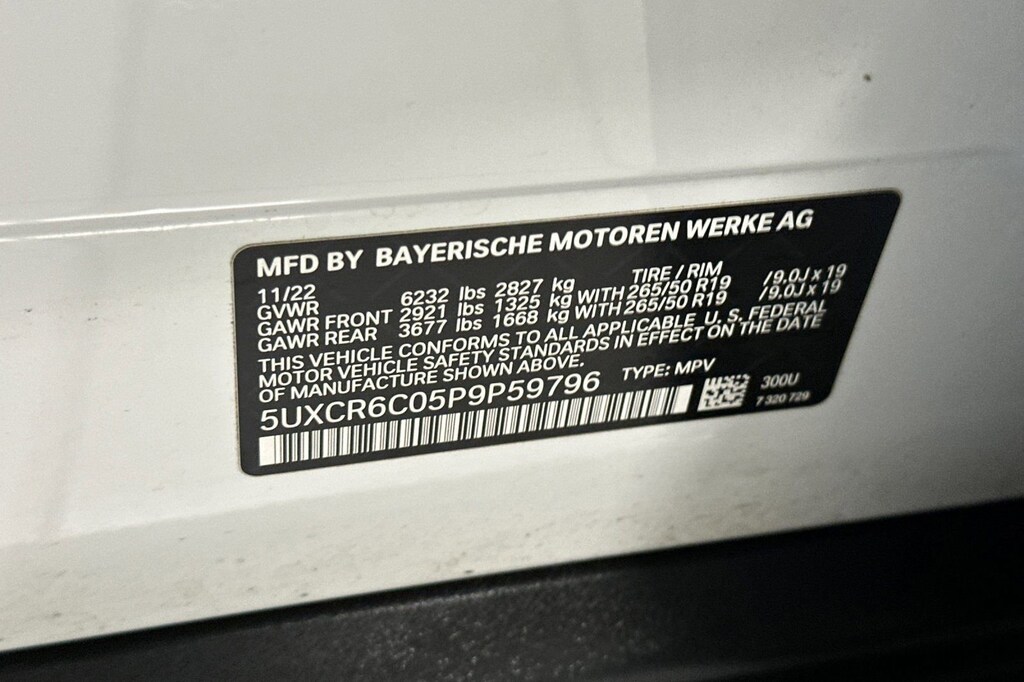 MFD BY BAYERISCHE MOTOREN WERKE AG
11/22 TIRE / RIM
GVWR 6232 lbs 2827 kg
GAWR FRONT 2921 lbs 1325 kg WITH 265/50 R19 /9.0J x 19
GAWR REAR 3677 lbs 1668 kg WITH 265/50 R19 /9.0J x 19
THIS VEHICLE CONFORMS TO ALL APPLICABLE U. S. FEDERAL
MOTOR VEHICLE SAFETY STANDARDS IN EFFECT ON THE DATE
OF MANUFACTURE SHOWN ABOVE.
5UXCR6C05P9P59796 TYPE: MPV
300U
7 320 729